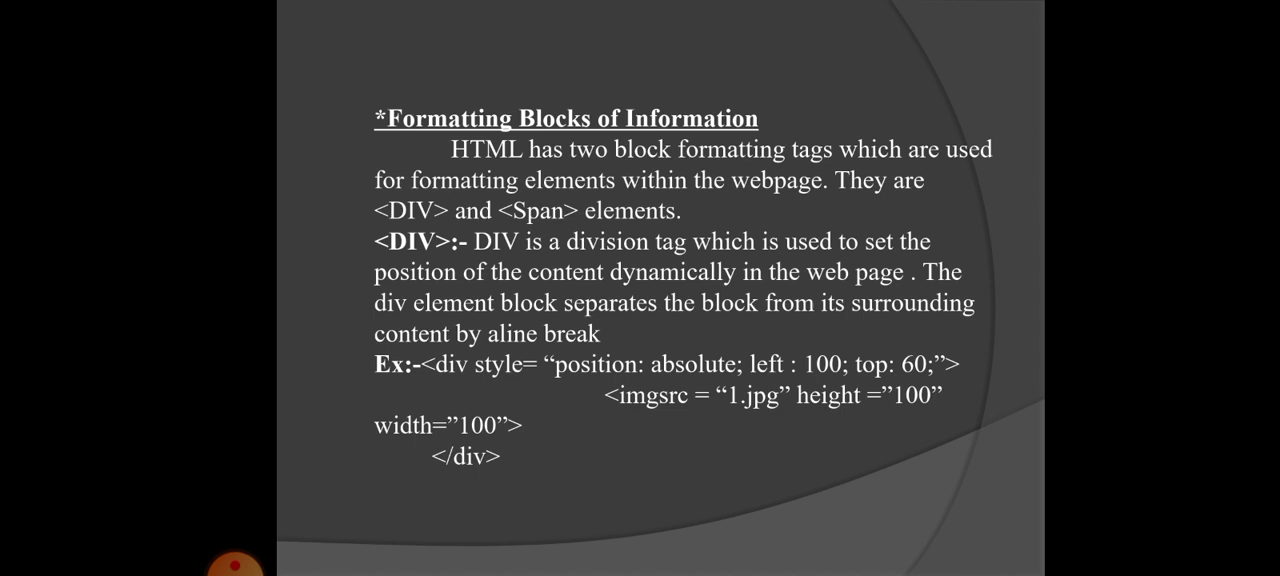 *Formatting Blocks of Information
HTML has two block formatting tags which are used
for formatting elements within the webpage. They are
<DIV> and <Span> elements.
<DIV>:- DIV is a division tag which is used to set the
position of the content dynamically in the web page . The
div element block separates the block from its surrounding
content by aline break
Ex:-<div style= “position: absolute; left : 100; top: 60;”>
<imgsrc = “1.jpg” height =”100”
width=”100”>
</div>